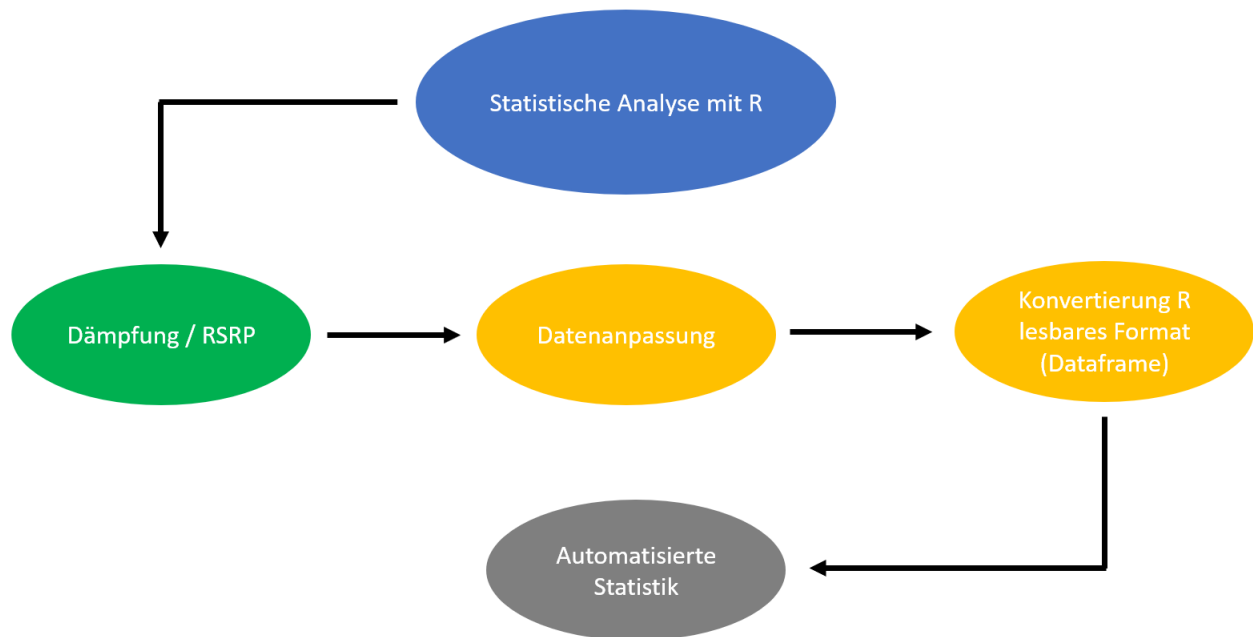 Statistische Analyse mit R
Dämpfung / RSRP
Datenanpassung
Konvertierung R
lesbares Format
(Dataframe)
Automatisierte
Statistik